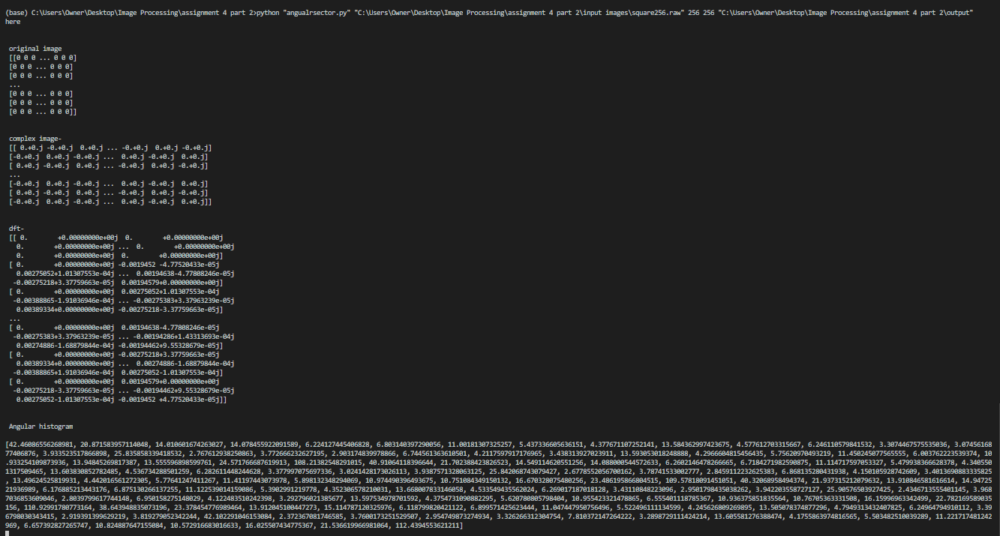 (base) C:\Users\Owner\Desktop\Image Processing\assignment 4 part 2>python "angualrsector.py" "C:\Users\Owner\Desktop\Image Processing\assignment 4 part 2\input images\square256.raw" 256 256 "C:\Users\Owner\Desktop\Image Processing\assignment 4 part 2\output"
here
original image
[[0 0 0 ... 0 0 0]
[0 0 0 ... 0 0 0]
[0 0 0 ... 0 0 0]
...
[0 0 0 ... 0 0 0]
[0 0 0 ... 0 0 0]
[0 0 0 ... 0 0 0]]
complex image-
[[ 0.+0.j -0.+0.j  0.+0.j ... -0.+0.j  0.+0.j -0.+0.j]
[-0.+0.j  0.+0.j -0.+0.j ...  0.+0.j -0.+0.j  0.+0.j]
[ 0.+0.j -0.+0.j  0.+0.j ... -0.+0.j  0.+0.j -0.+0.j]
...
[-0.+0.j  0.+0.j -0.+0.j ...  0.+0.j -0.+0.j  0.+0.j]
[ 0.+0.j -0.+0.j  0.+0.j ... -0.+0.j  0.+0.j -0.+0.j]
[-0.+0.j  0.+0.j -0.+0.j ...  0.+0.j -0.+0.j  0.+0.j]]
dft-
[[ 0.        +0.00000000e+00j  0.        +0.00000000e+00j
0.        +0.00000000e+00j ...  0.        +0.00000000e+00j
0.        +0.00000000e+00j  0.        +0.00000000e+00j]
[ 0.        +0.00000000e+00j -0.0019452 -4.77520433e-05j
0.00275052+1.01307553e-04j ...  0.00194638-4.77808246e-05j
-0.00275218+3.37759663e-05j  0.00194579+0.00000000e+00j]
[ 0.        +0.00000000e+00j  0.00275052+1.01307553e-04j
-0.00388865-1.91036946e-04j ... -0.00275383+3.37963239e-05j
0.00389334+0.00000000e+00j -0.00275218-3.37759663e-05j]
...
[ 0.        +0.00000000e+00j  0.00194638-4.77808246e-05j
-0.00275383+3.37963239e-05j ... -0.00194286+1.43313693e-04j
0.00274886-1.68879844e-04j -0.00194462+9.55328679e-05j]
[ 0.        +0.00000000e+00j -0.00275218+3.37759663e-05j
0.00389334+0.00000000e+00j ...  0.00274886-1.68879844e-04j
-0.00388865+1.91036946e-04j  0.00275052-1.01307553e-04j]
[ 0.        +0.00000000e+00j  0.00194579+0.00000000e+00j
-0.00275218-3.37759663e-05j ... -0.00194462+9.55328679e-05j
0.00275052-1.01307553e-04j -0.0019452 +4.77520433e-05j]]
Angular histogram
[42.46086556268981, 20.871583957114048, 14.010601674263027, 14.078455922091589, 6.224127445406828, 6.803140397290056, 11.00181307325257, 5.437336605636151, 4.377671107252141, 13.584362997423675, 4.577612703315667, 6.246110579841532, 3.3074467575535036, 3.07456168
77406876, 3.933523517866898, 25.835858339418532, 2.767612938250863, 3.772666232627195, 2.903174839978866, 6.744561363610501, 4.2117597917176965, 3.438313927023911, 13.593053018248888, 4.2966604815456435, 5.75620970493219, 11.450245077565555, 6.003762223539374, 10
.933254109873936, 13.94845269817387, 13.555596898599761, 24.571766687619913, 108.21382548291015, 40.91064118396644, 21.702388423826523, 14.549114620551256, 14.088000544572633, 6.2602146478266665, 6.7184271982590875, 11.114717597053327, 5.479938366628378, 4.340550
1317509465, 13.603830852782485, 4.536734288501259, 6.282611448244628, 3.377997075697336, 3.0241428173026113, 3.9387571328063125, 25.842068743079427, 2.6778552056700162, 3.78741533002777, 2.8459112232625383, 6.868135280431938, 4.150105928742609, 3.4013690883335825
, 13.496245258199​31, 4.442016561272305, 5.77641247411267, 11.41197443073978, 5.898132348294069, 10.974490396493675, 10.751084349150132, 16.670328075480256, 23.486195866804515, 109.57818091451051, 40.32068958494374, 21.937315212079632, 13.910846581616614, 14.94725
21936989, 6.176885213443176, 6.875130266137255, 11.122539014159086, 5.3902991219778, 4.352306578210031, 13.668007833146058, 4.533549435562024, 6.269017187018128, 3.43110848223096, 2.9501798435038262, 3.942203558727127, 25.90576503927425, 2.4346713555401145, 3.968
7036853609046, 2.8039799617744148, 6.950158275148029, 4.122483510242398, 3.292796021385677, 13.597534978701592, 4.3754731090882295, 5.620780805798404, 10.955423321478865, 6.555401118785367, 10.936375851835564, 10.76705363331508, 16.15996963342499, 22.782169589035
156, 110.92991780773164, 38.643948835073196, 23.378454776989464, 13.912045100447273, 15.114787120325976, 6.118799820421122, 6.899571425623444, 11.047447950756496, 5.522496111134599, 4.245626809269895, 13.505078374877296, 4.7949313432407825, 6.24964794910112, 3.39
6798030343415, 2.919391399629219, 3.819279052342444, 42.102291046153084, 2.372367081746585, 3.7600173251529507, 2.954749873274934, 3.326266312304754, 7.810372147264222, 3.2898729111424214, 13.605581276388474, 4.1755863974816565, 5.503482510039289, 11.221717481242
969, 6.657392827265747, 10.824887647155084, 10.572916683016633, 16.025507434775367, 21.536619966981064, 112.4394553621211]